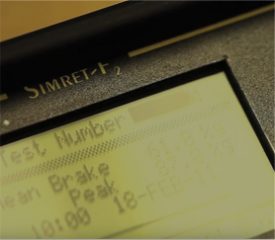 SIMRET-F2
Test Number
Mean Brake
Peak
10:00 18-FEB